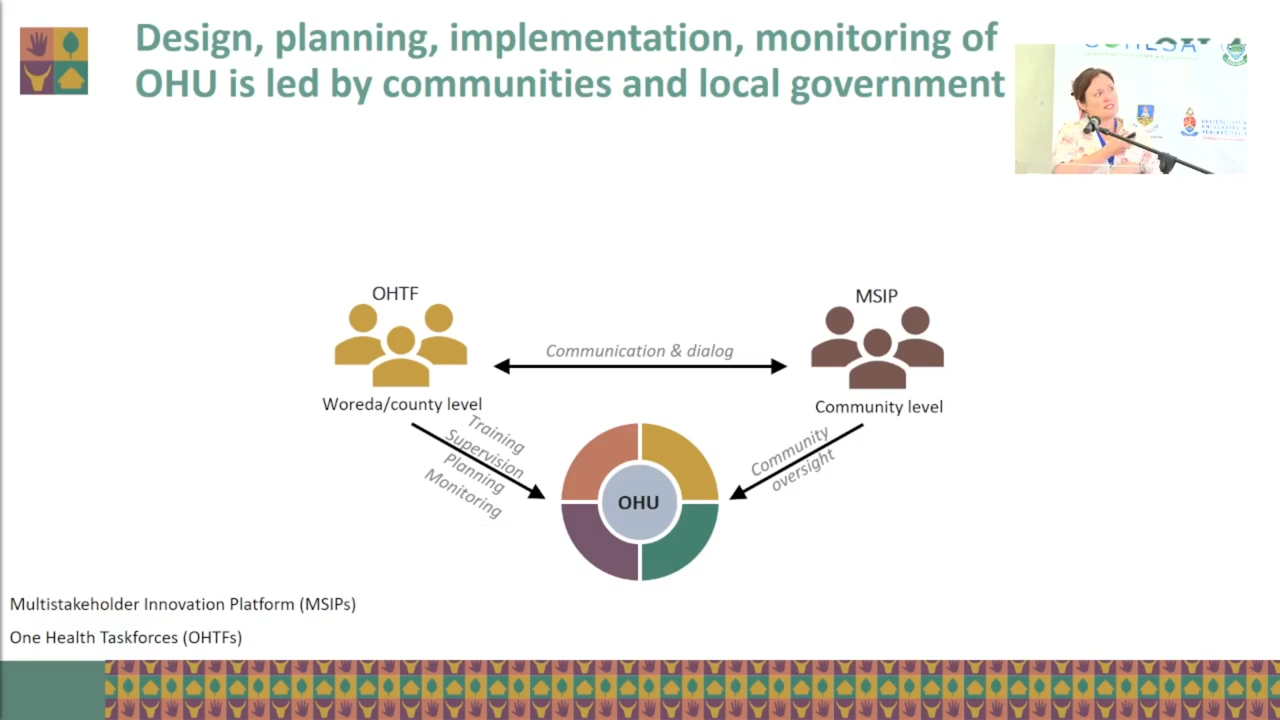 Design, planning, implementation, monitoring of
OHU is led by communities and local government
OHTF
MSIP
Communication & dialog
Woreda/county level
Community level
Training
Supervision
Planning
Monitoring
Community
oversight
OHU
Multistakeholder Innovation Platform (MSIPs)
One Health Taskforces (OHTFs)